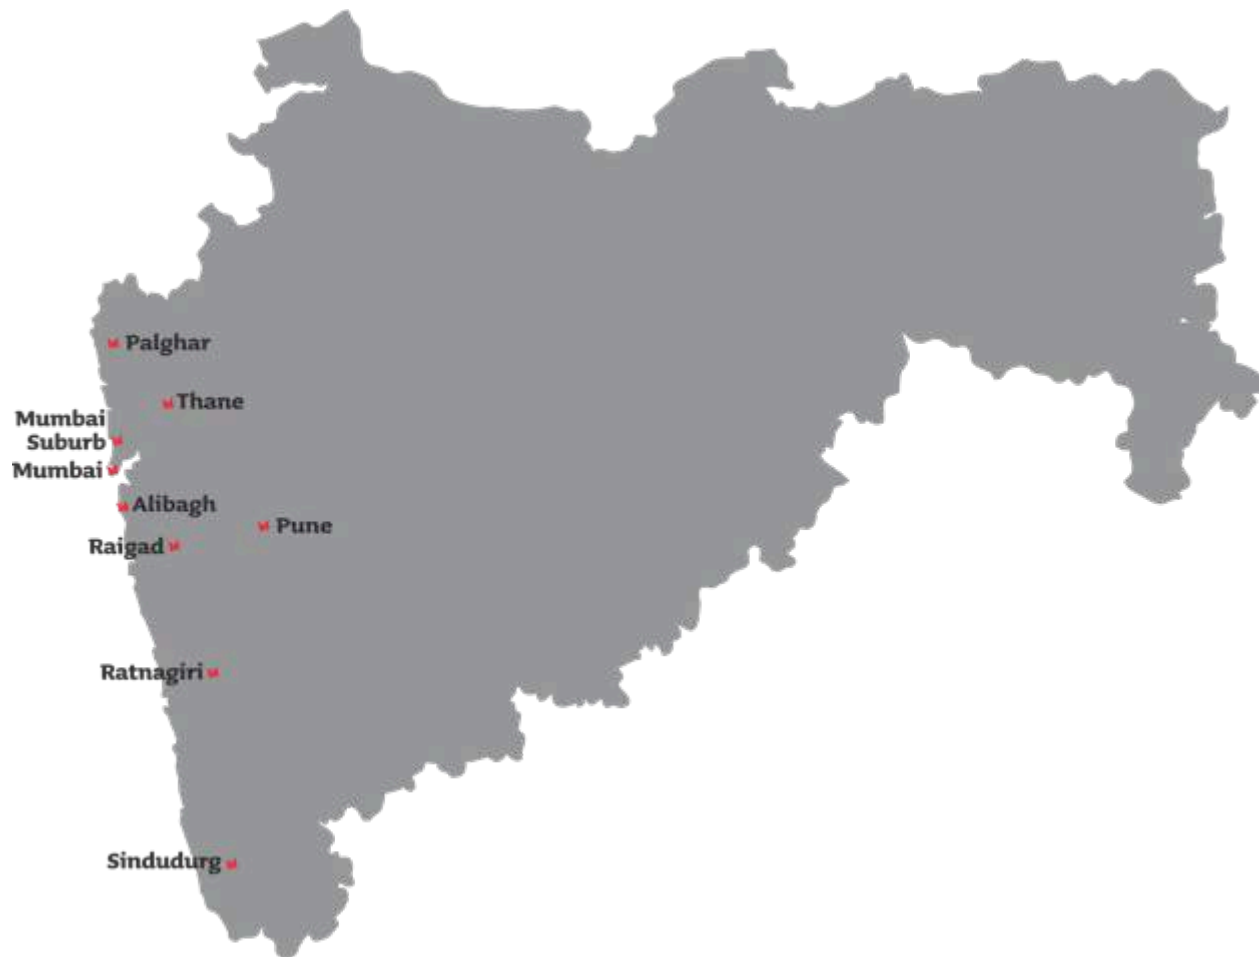 Palghar
Thane
Mumbai
Suburb
Mumbai
Alibagh
Pune
Raigad
Ratnagiri
Sindudurg